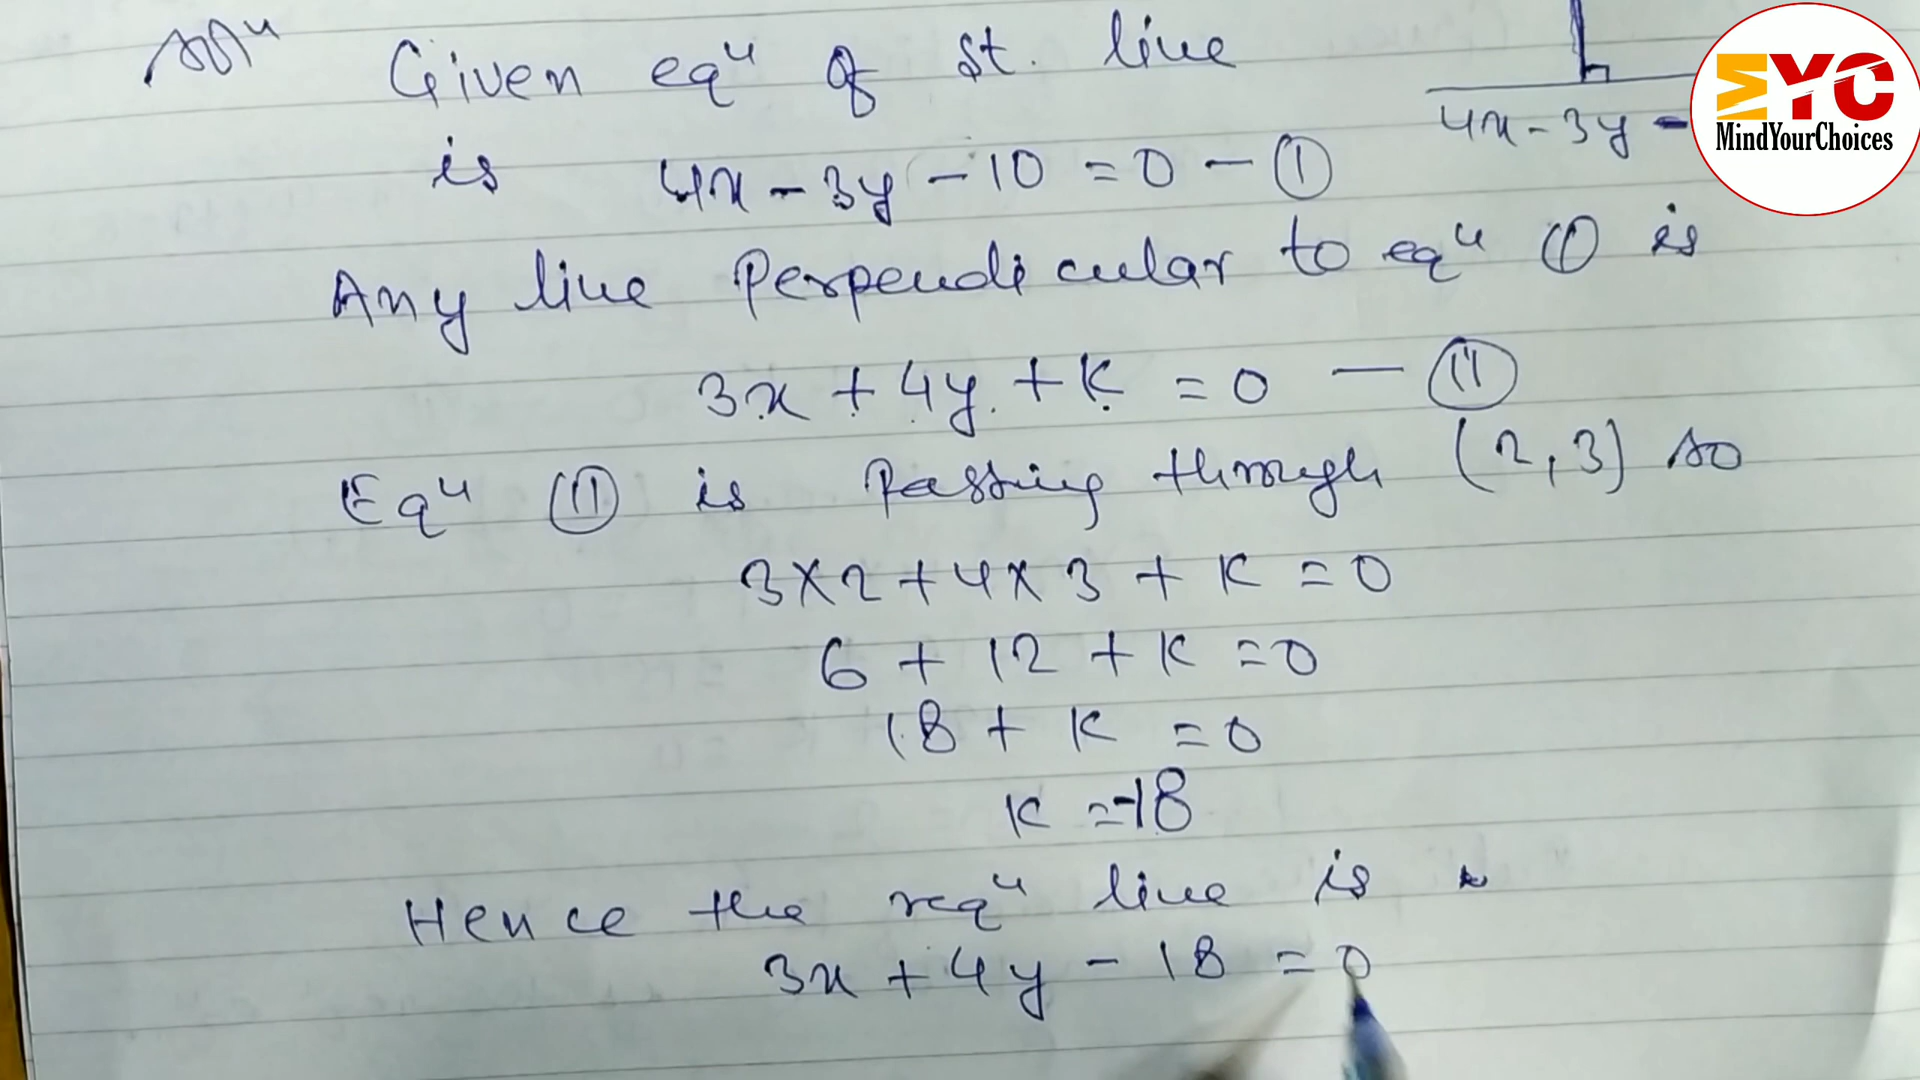 Solⁿ Given eqⁿ of st. line
is 4x - 3y - 10 = 0 - (I)
4x - 3y -
MYC
MindYourChoices
Any line Perpendicular to eqⁿ (I) is
3x + 4y + K = 0 - (II)
Eqⁿ (II) is Passing through (2, 3) so
3×2 + 4×3 + K = 0
6 + 12 + K = 0
18 + K = 0
K = -18
Hence the reqⁿ line is
3x + 4y - 18 = 0